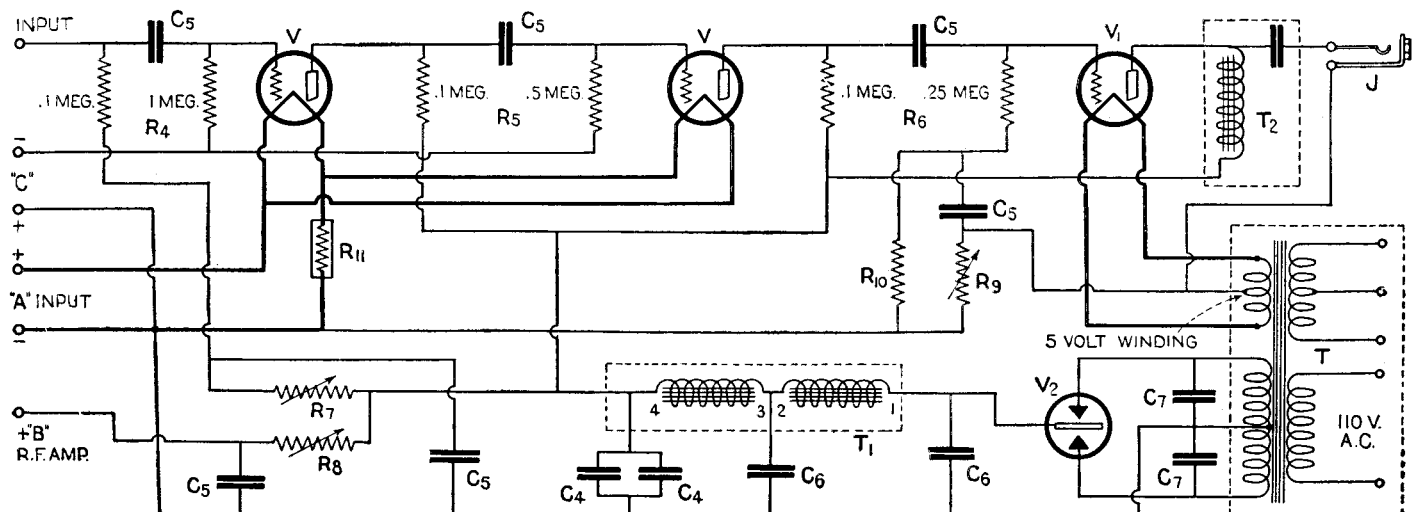 INPUT
C5
V
C5
V
C5
V1
J
.1 MEG.
1 MEG.
R4
.1 MEG.
R5
.5 MEG.
.1 MEG.
R6
.25 MEG
T2
−
"C"
+
+
"A" INPUT
−
R11
C5
R10
R9
5 VOLT WINDING
T
+"B"
R.F. AMP.
R7
R8
C5
C5
4
3
2
1
T1
C4
C4
C6
C6
V2
C7
C7
110 V.
A.C.